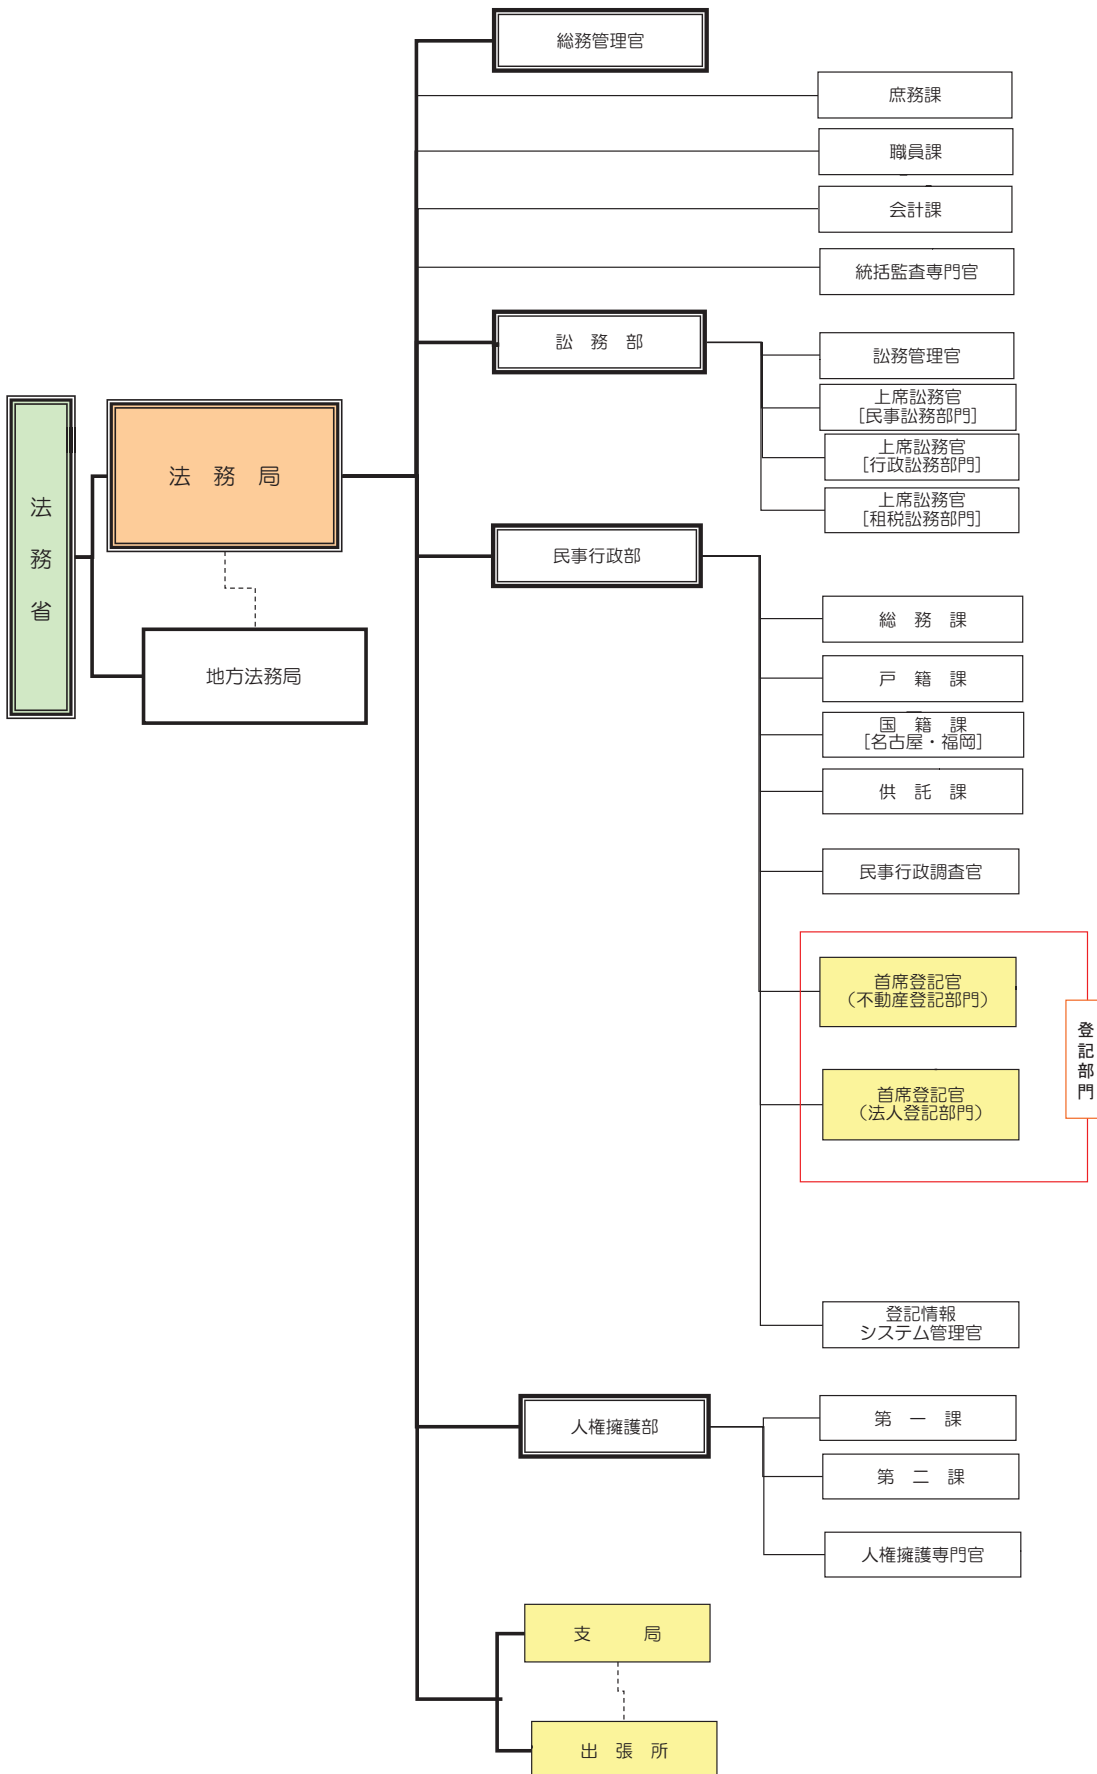 総務管理官
庶務課
職員課
会計課
統括監査専門官
訟　務　部
訟務管理官
上席訟務官
[民事訟務部門]
上席訟務官
[行政訟務部門]
上席訟務官
[租税訟務部門]
法務省
法　務　局
地方法務局
民事行政部
総　務　課
戸　籍　課
国　籍　課
[名古屋・福岡]
供　託　課
民事行政調査官
首席登記官
（不動産登記部門）
首席登記官
（法人登記部門）
登記部門
登記情報
システム管理官
人権擁護部
第　一　課
第　二　課
人権擁護専門官
支　　　局
出　張　所